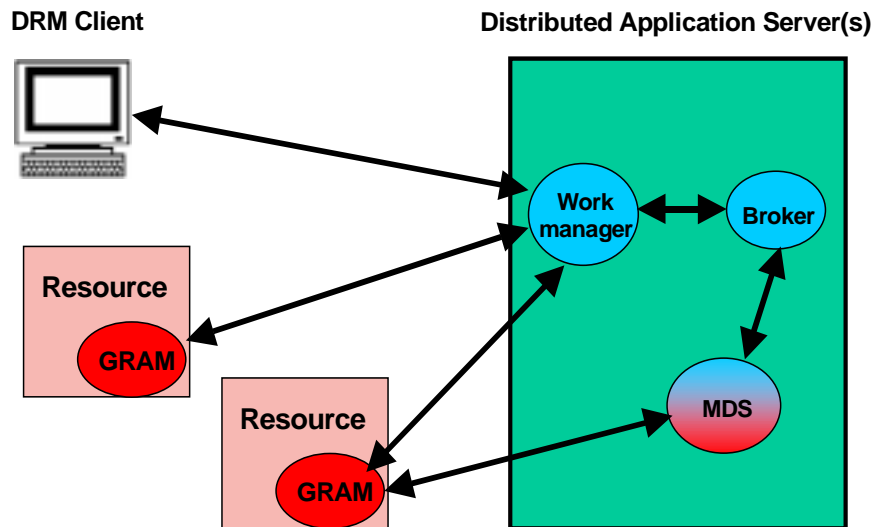 DRM Client
Distributed Application Server(s)
Work
manager
Broker
Resource
GRAM
MDS
Resource
GRAM